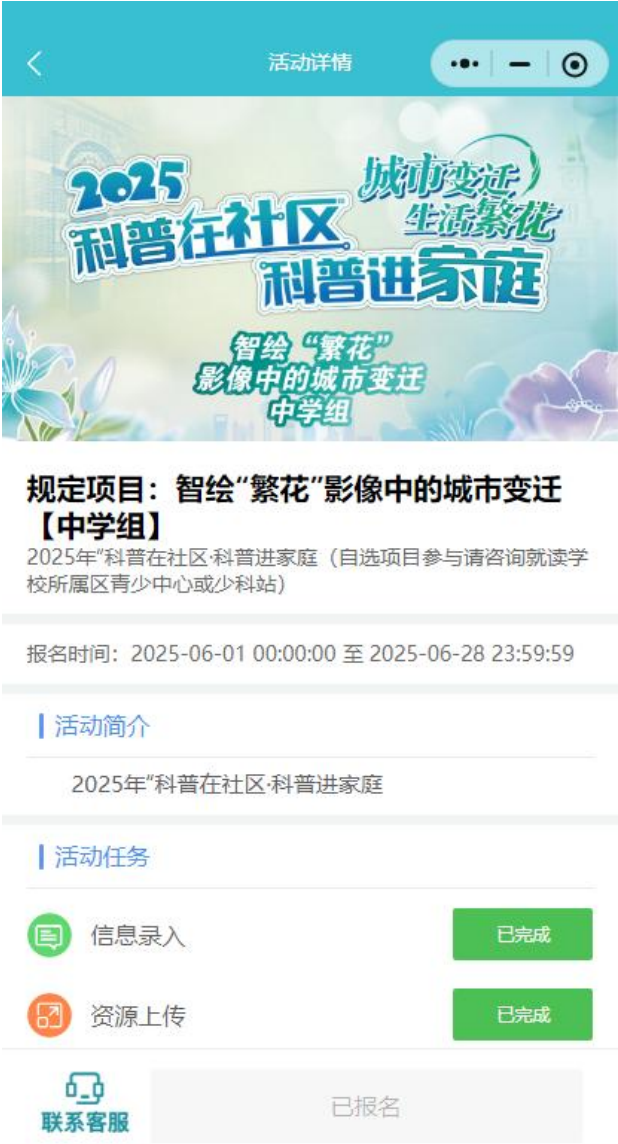 活动详情
2025
城市变迁
生活繁花
科普在社区
科普进家庭
智绘“繁花”
影像中的城市变迁
中学组
规定项目：智绘“繁花”影像中的城市变迁
【中学组】
2025年“科普在社区·科普进家庭（自选项目参与请咨询就读学
校所属区青少中心或少科站）
报名时间：2025-06-01 00:00:00 至 2025-06-28 23:59:59
活动简介
2025年“科普在社区·科普进家庭
活动任务
信息录入
已完成
资源上传
已完成
联系客服
已报名